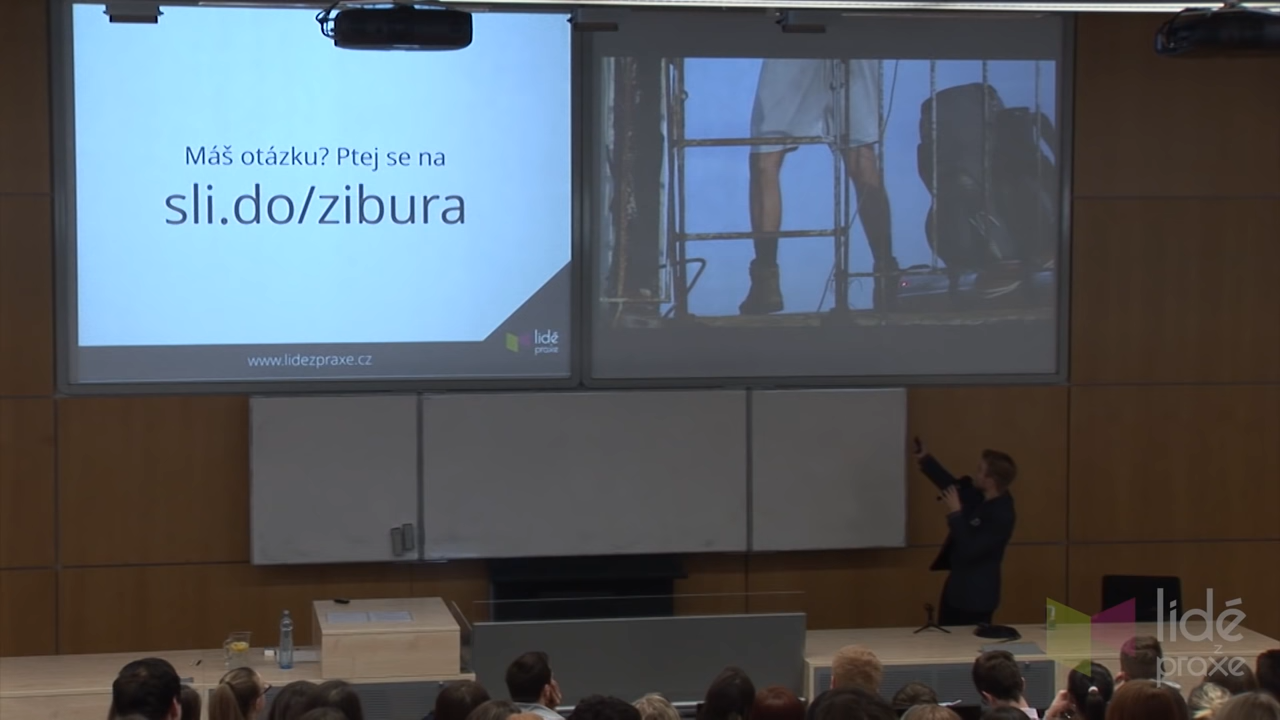 Máš otázku? Ptej se na
sli.do/zibura
lidé
z
praxe
www.lidezpraxe.cz
lidé
z
praxe